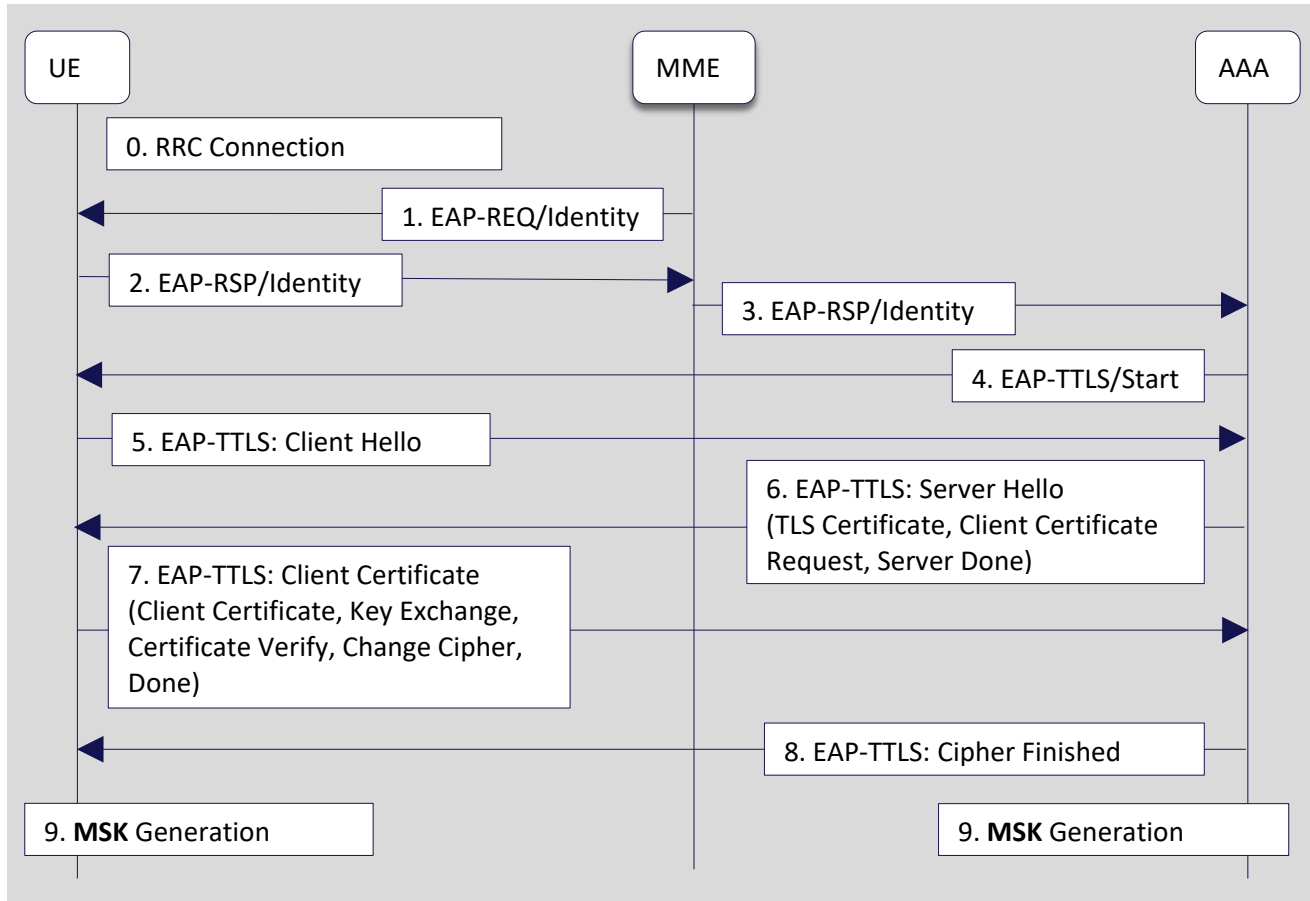 UE
MME
AAA
0. RRC Connection
1. EAP-REQ/Identity
2. EAP-RSP/Identity
3. EAP-RSP/Identity
4. EAP-TTLS/Start
5. EAP-TTLS: Client Hello
6. EAP-TTLS: Server Hello
(TLS Certificate, Client Certificate
Request, Server Done)
7. EAP-TTLS: Client Certificate
(Client Certificate, Key Exchange,
Certificate Verify, Change Cipher,
Done)
8. EAP-TTLS: Cipher Finished
9. MSK Generation
9. MSK Generation